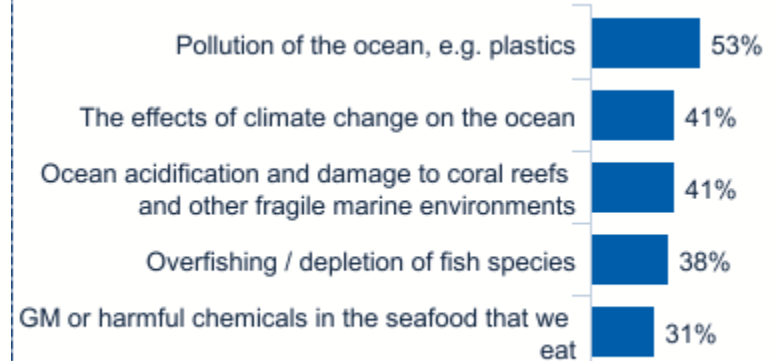 Pollution of the ocean, e.g. plastics 53%
The effects of climate change on the ocean 41%
Ocean acidification and damage to coral reefs
and other fragile marine environments 41%
Overfishing / depletion of fish species 38%
GM or harmful chemicals in the seafood that we
eat 31%